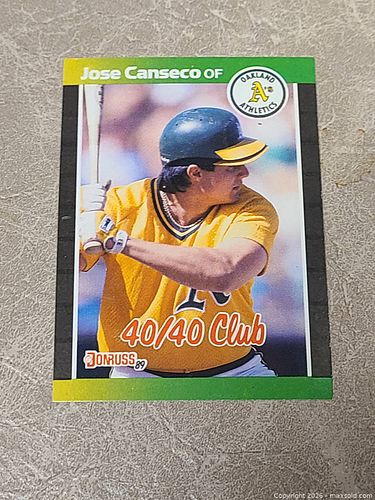 Jose Canseco OF
OAKLAND
A's
ATHLETICS
40/40 Club
DONRUSS 89
Copyright 2026 - maxsold.com